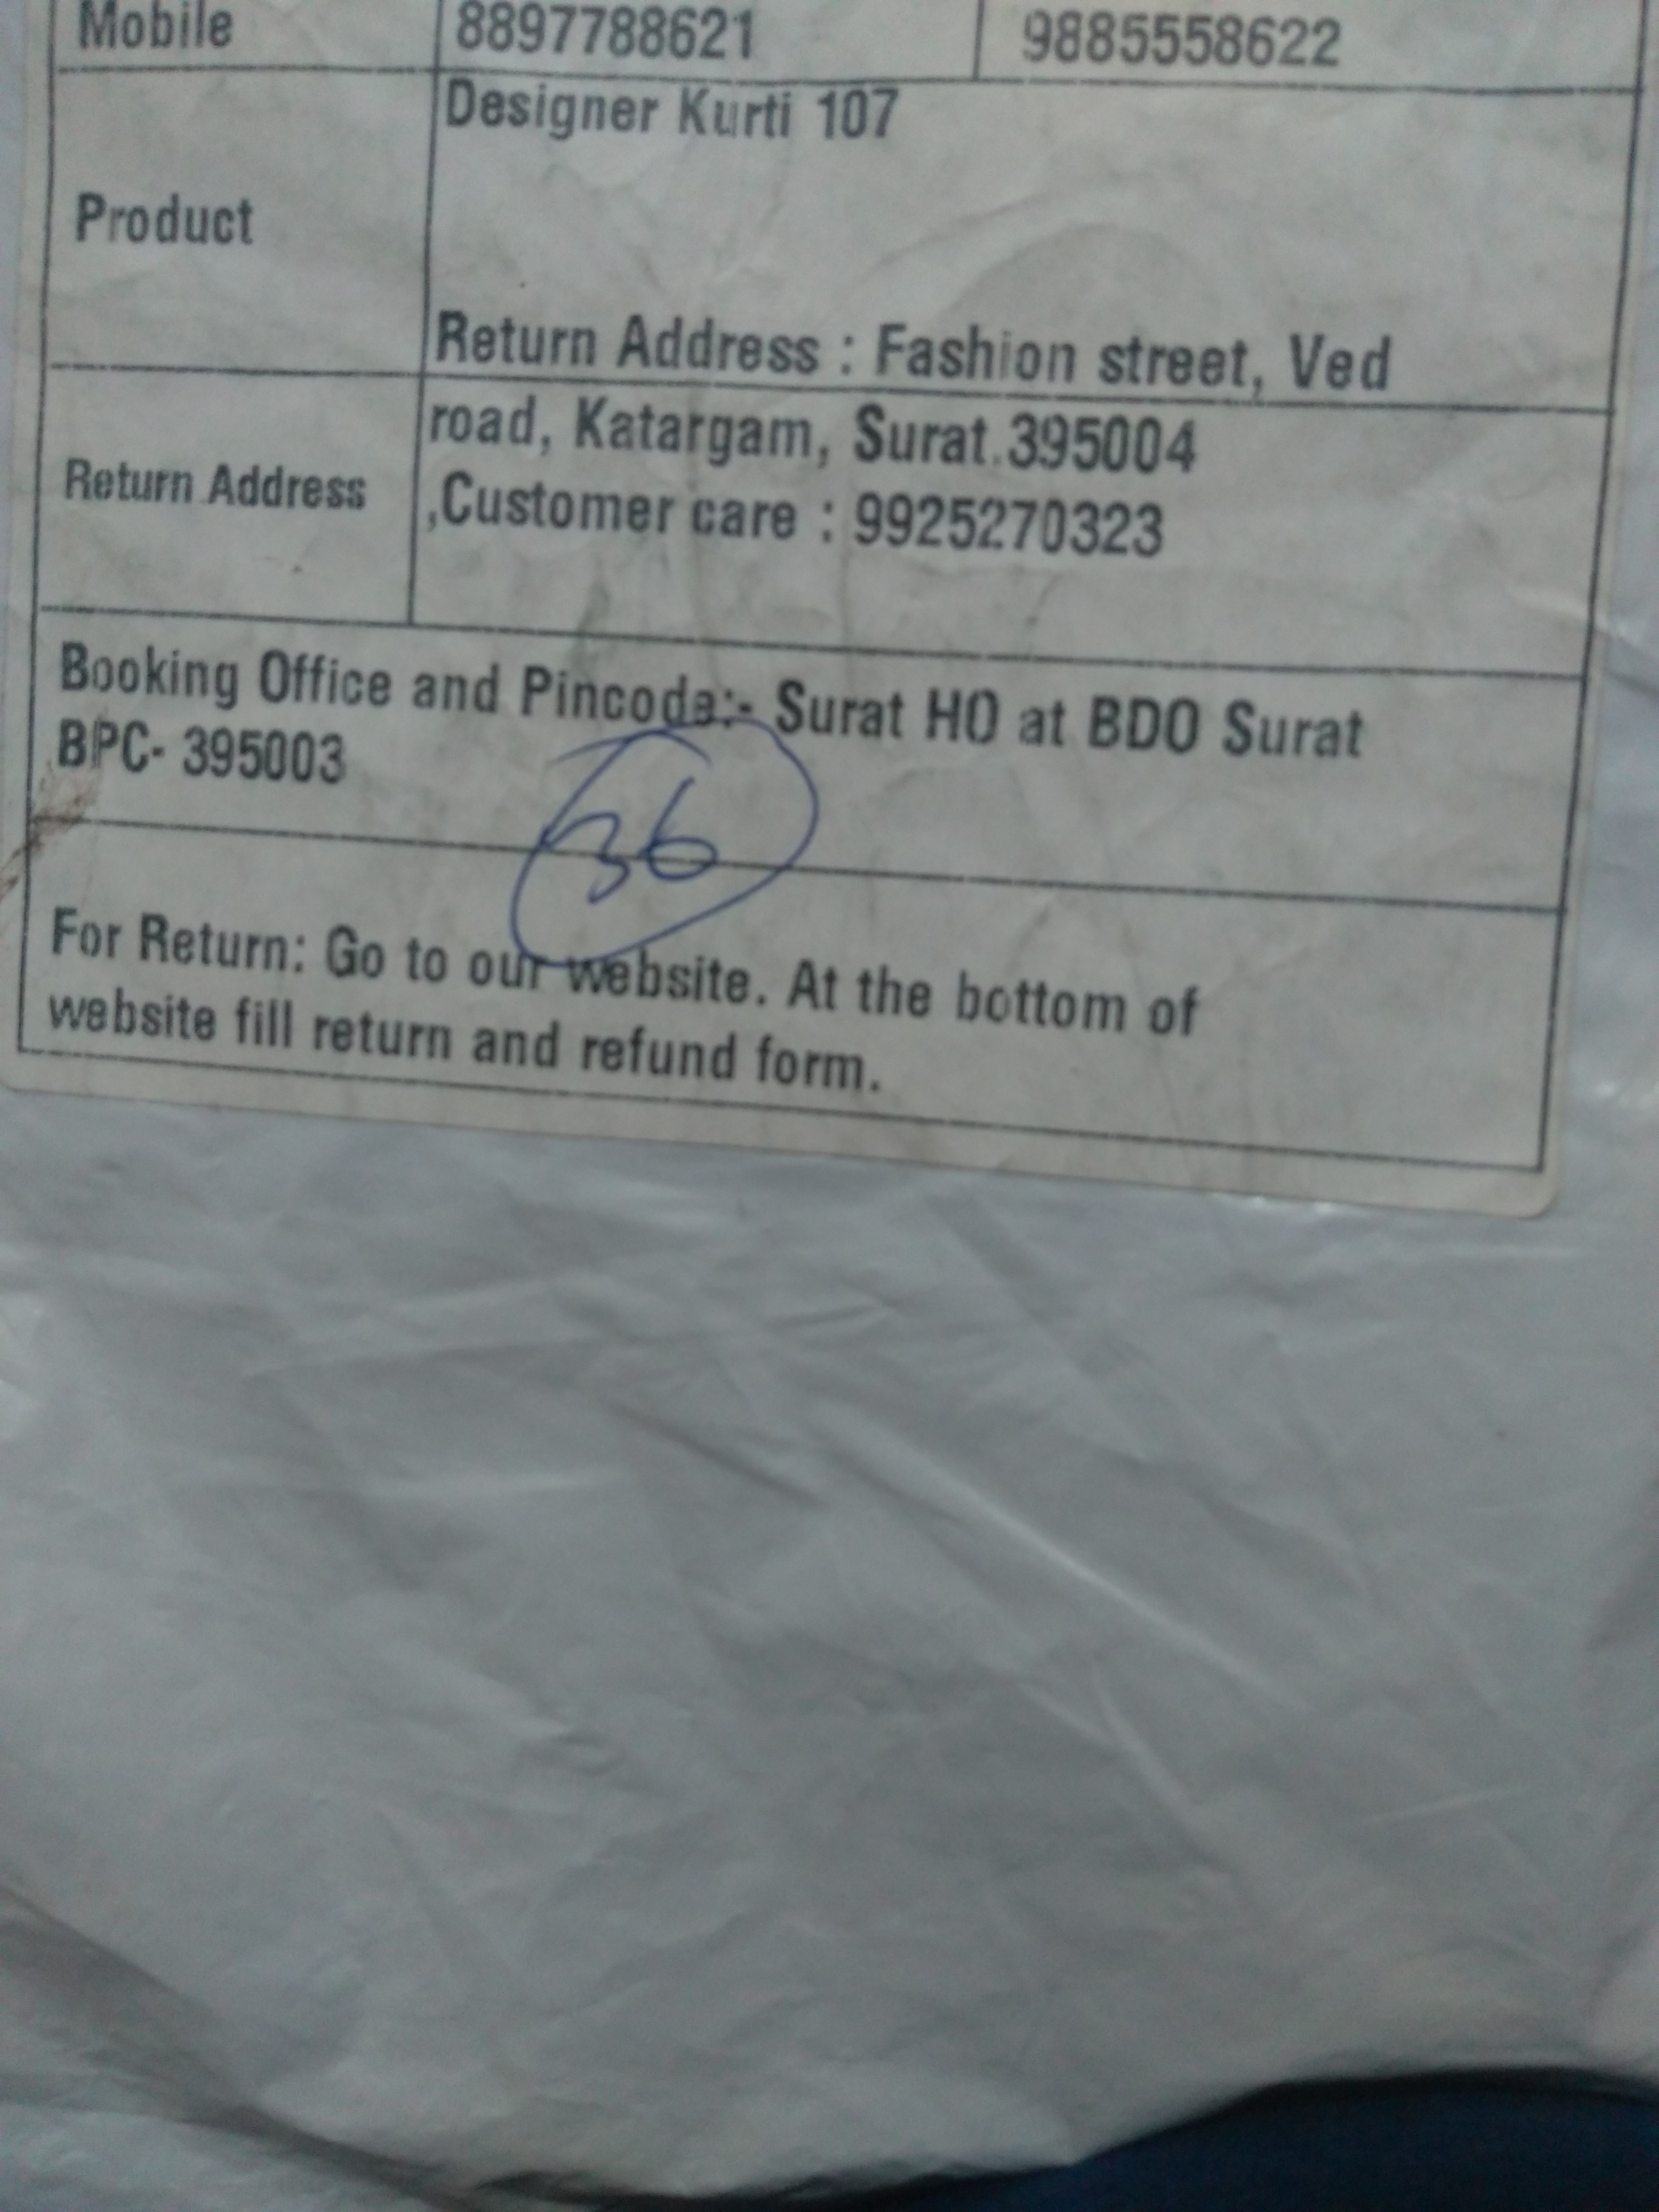 Mobile 8897788621 9885558622
Designer Kurti 107
Product
Return Address : Fashion street, Ved
road, Katargam, Surat.395004
Return Address ,Customer care : 9925270323
Booking Office and Pincode:- Surat HO at BDO Surat
BPC- 395003
36
For Return: Go to our website. At the bottom of
website fill return and refund form.